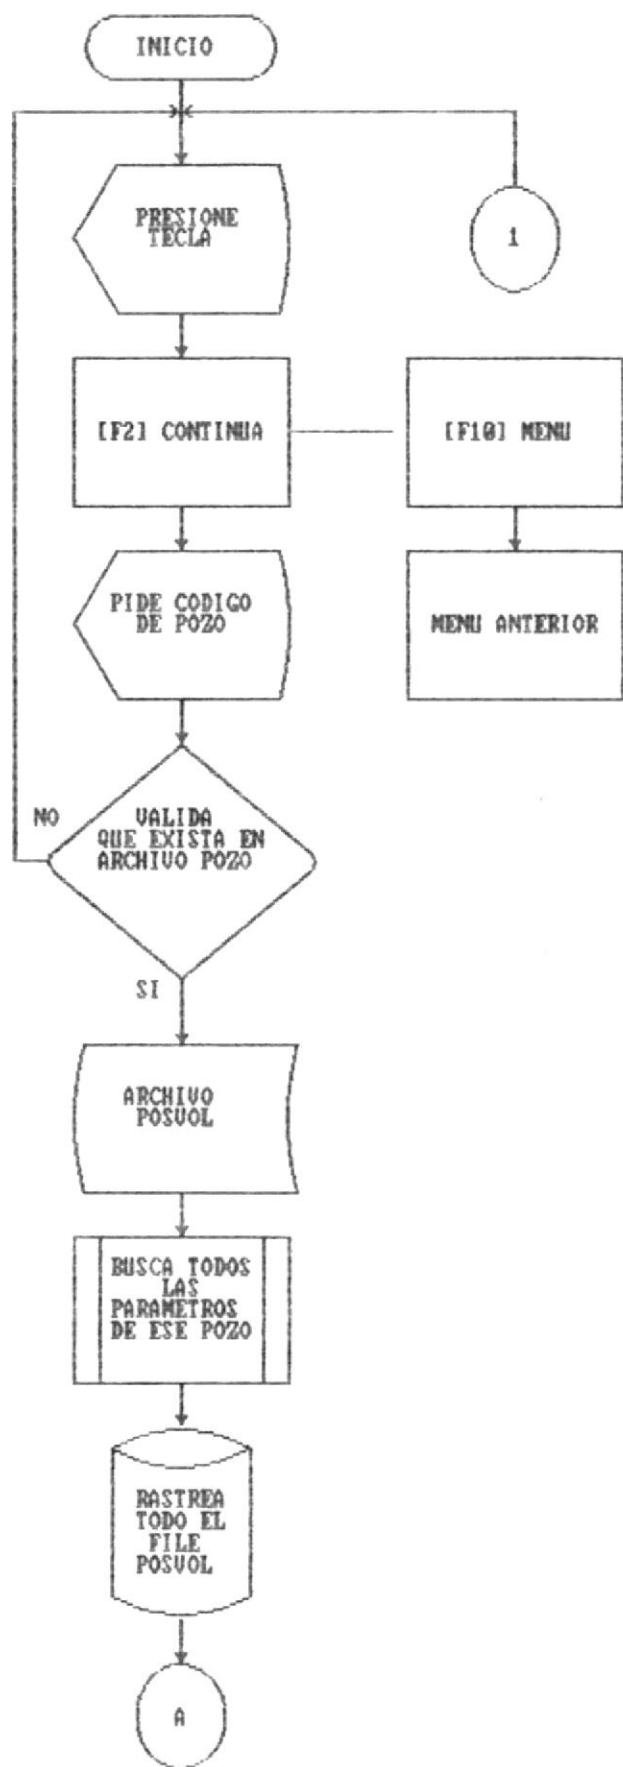 INICIO
PRESIONE
TECLA
1
[F2] CONTINUA
[F10] MENU
PIDE CODIGO
DE POZO
MENU ANTERIOR
NO
VALIDA
QUE EXISTA EN
ARCHIVO POZO
SI
ARCHIVO
POSVOL
BUSCA TODOS
LAS
PARAMETROS
DE ESE POZO
RASTREA
TODO EL
FILE
POSVOL
A